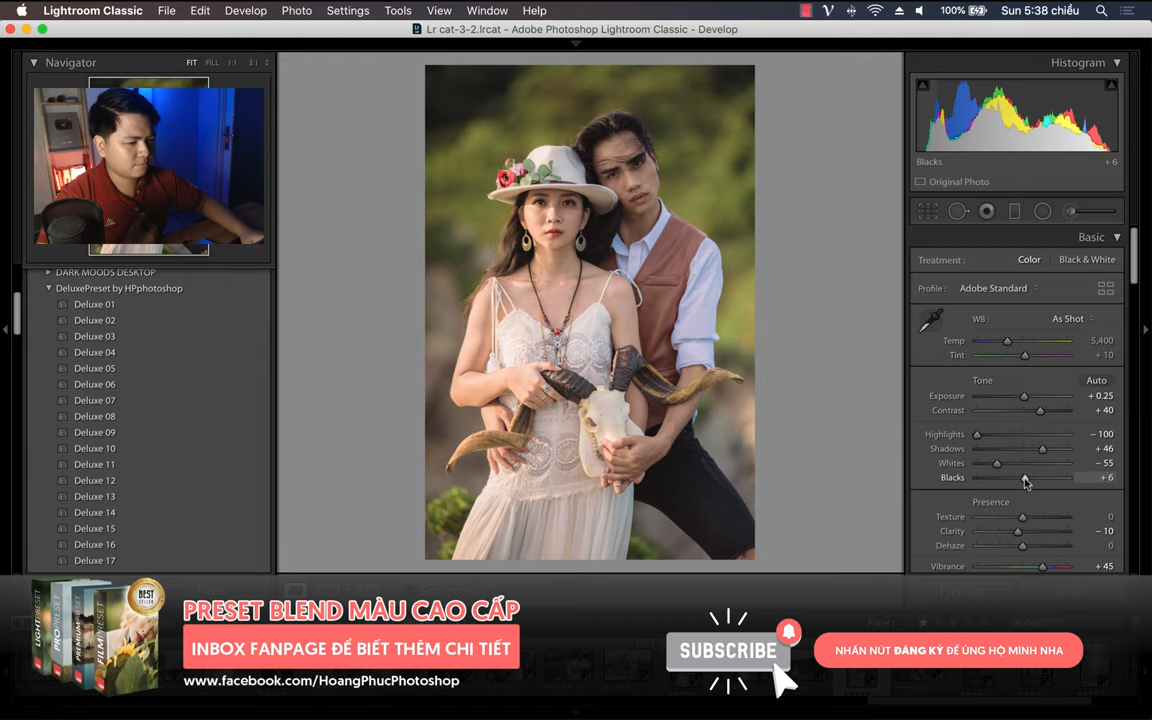 Lightroom Classic File Edit Develop Photo Settings Tools View Window Help 100% Sun 5:38 chiều
Lr cat-3-2.lrcat - Adobe Photoshop Lightroom Classic - Develop
Navigator FIT FILL 1:1 3:1
Histogram
Blacks + 6
Original Photo
Basic
Treatment : Color Black & White
Profile : Adobe Standard
WB : As Shot
Temp 5,400
Tint + 10
Tone Auto
Exposure + 0.25
Contrast + 40
Highlights − 100
Shadows + 46
Whites − 55
Blacks + 6
Presence
Texture 0
Clarity − 10
Dehaze 0
Vibrance + 45
DARK MOODS DESKTOP
DeluxePreset by HPphotoshop
Deluxe 01
Deluxe 02
Deluxe 03
Deluxe 04
Deluxe 05
Deluxe 06
Deluxe 07
Deluxe 08
Deluxe 09
Deluxe 10
Deluxe 11
Deluxe 12
Deluxe 13
Deluxe 14
Deluxe 15
Deluxe 16
Deluxe 17
BEST SELLER
LIGHTPRESET
PROPRESET
PREMIUMPRESET
FILMPRESET
PRESET BLEND MÀU CAO CẤP
INBOX FANPAGE ĐỂ BIẾT THÊM CHI TIẾT
www.facebook.com/HoangPhucPhotoshop
SUBSCRIBE
NHẤN NÚT ĐĂNG KÝ ĐỂ ỦNG HỘ MÌNH NHA